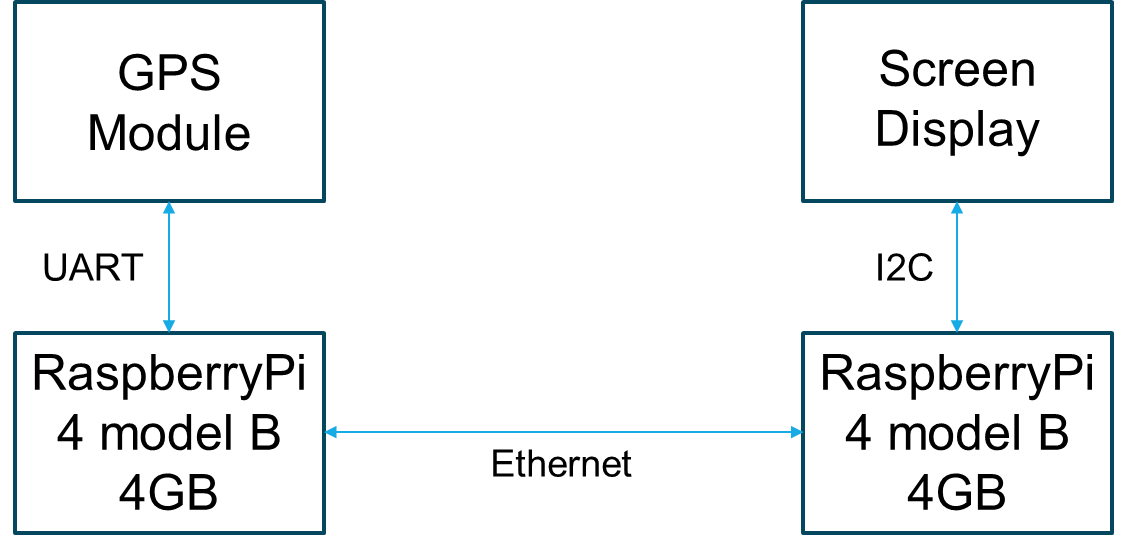 GPS
Module
Screen
Display
UART
I2C
RaspberryPi
4 model B
4GB
Ethernet
RaspberryPi
4 model B
4GB